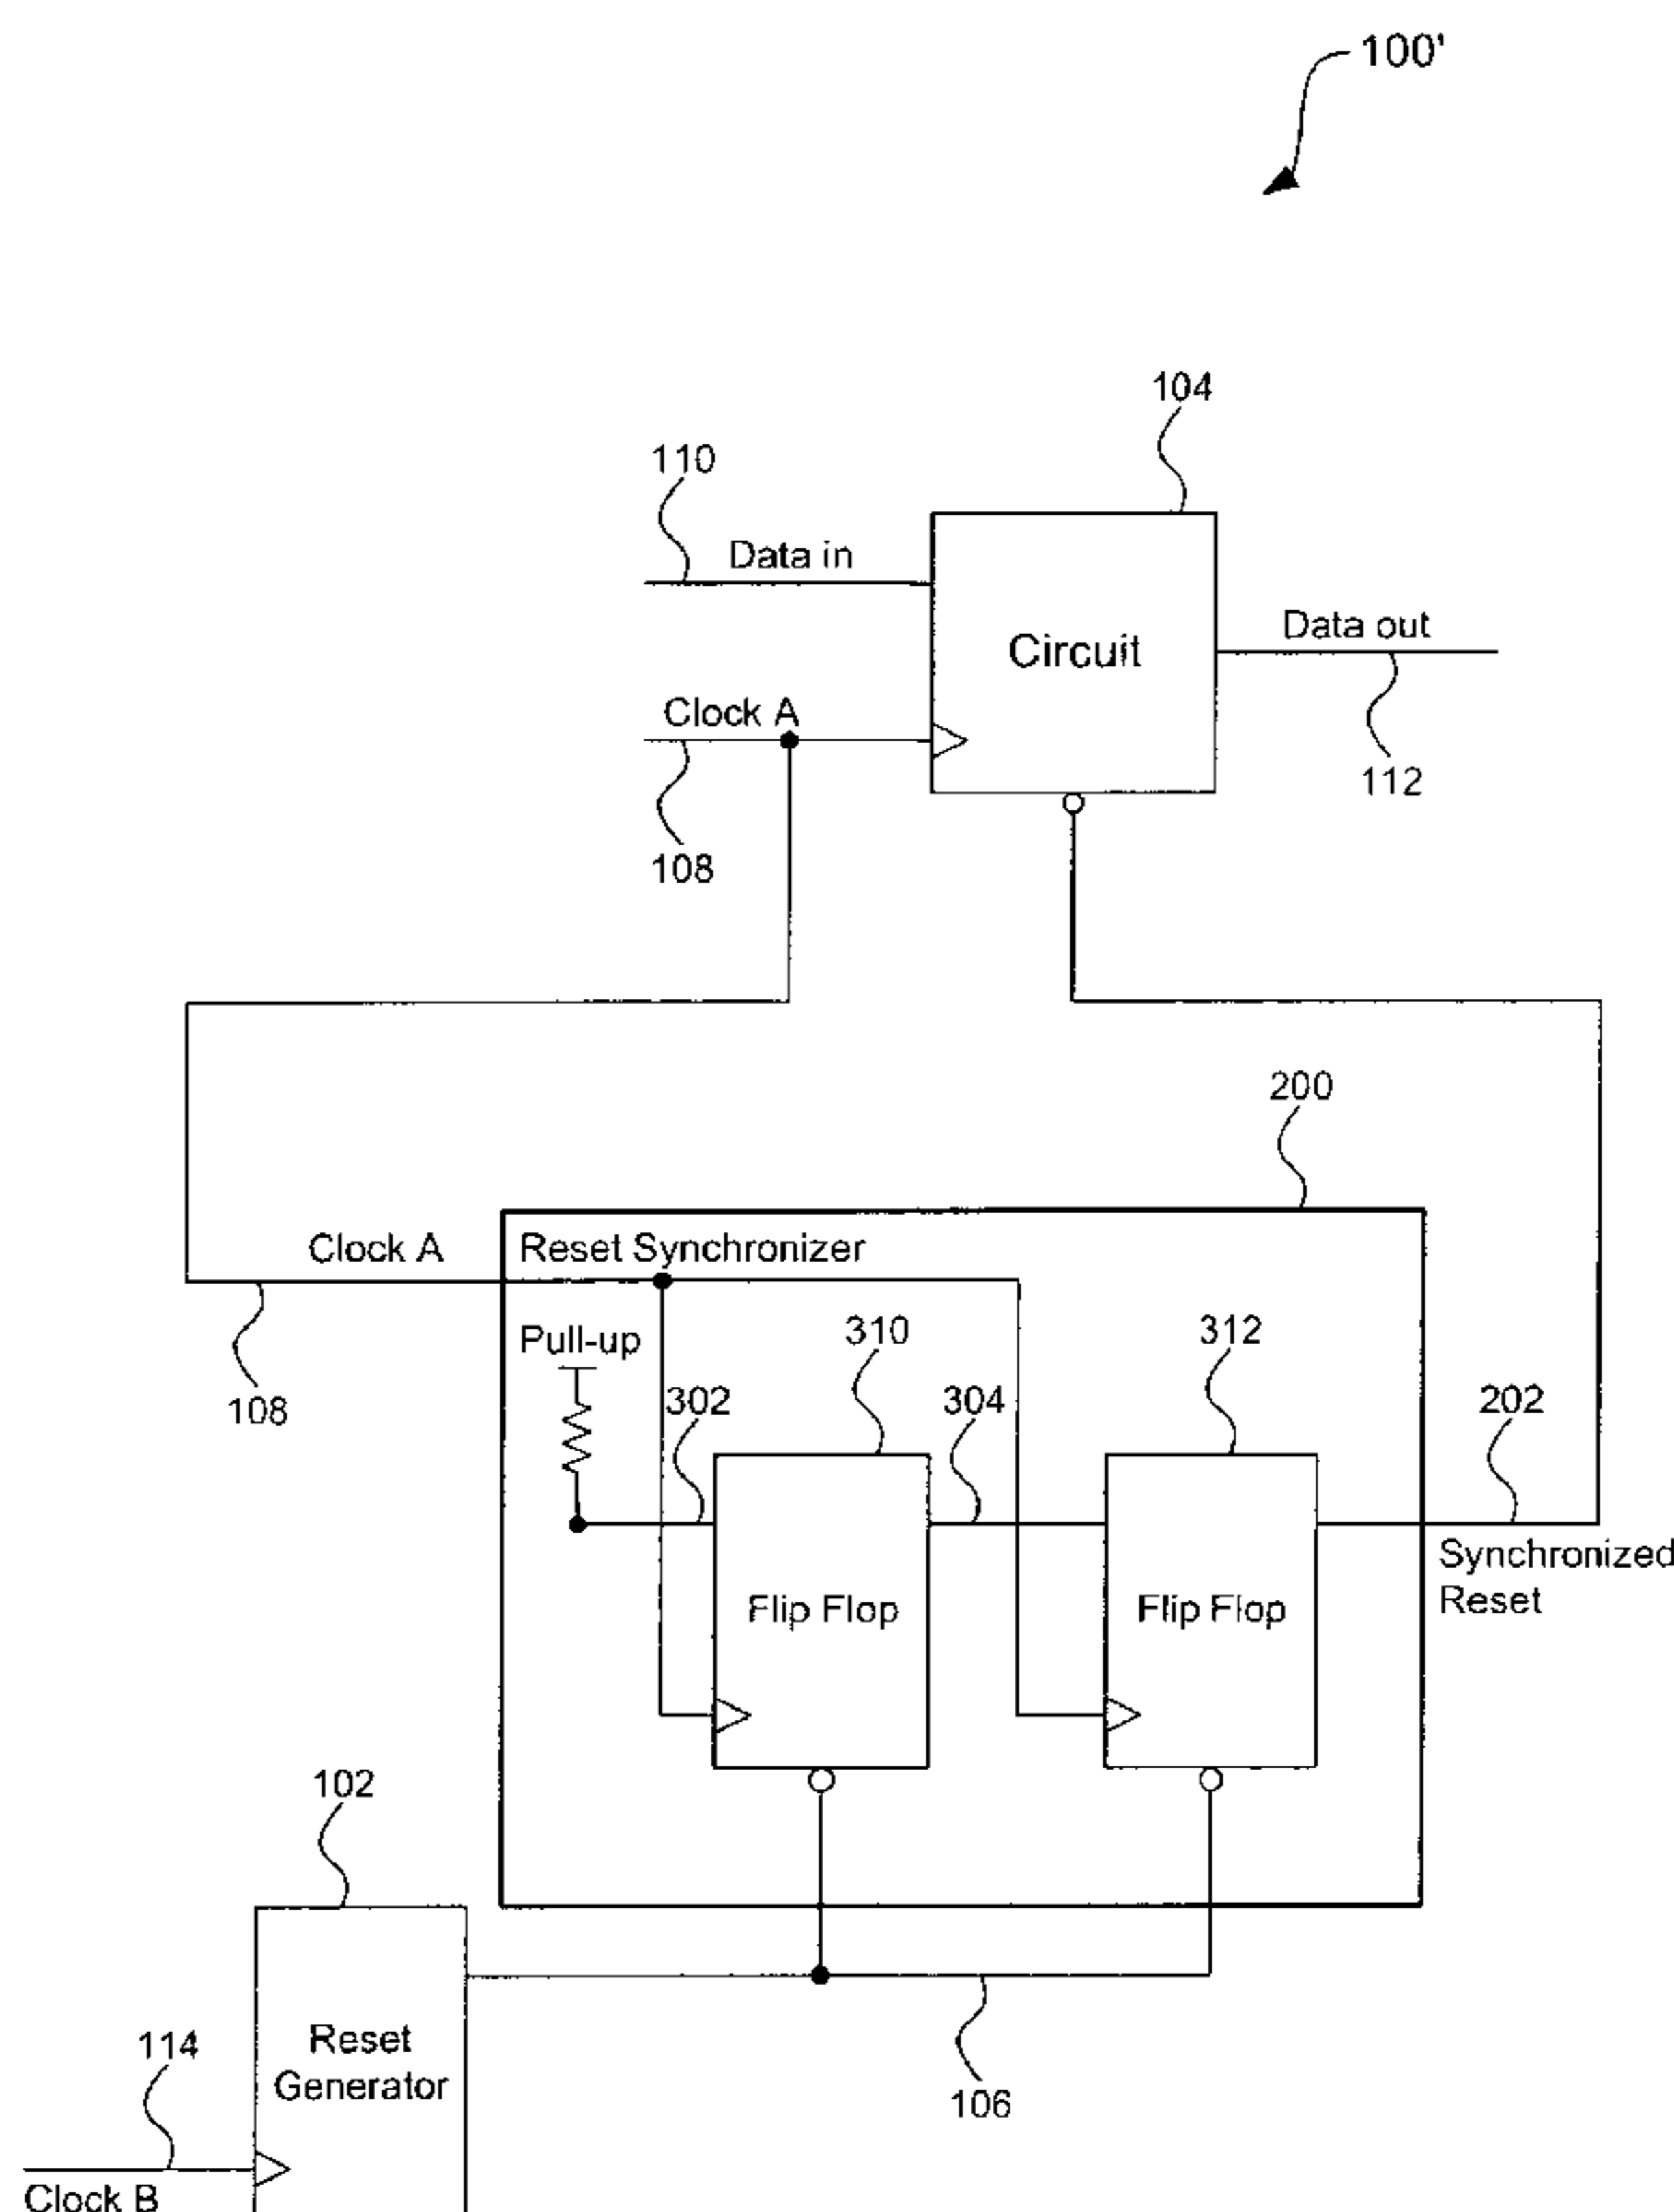 100'
104
110
Data in
Circuit
Data out
Clock A
112
108
200
Clock A
Reset Synchronizer
Pull-up
310
312
302
304
202
108
Flip Flop
Flip Flop
Synchronized
Reset
102
Reset
Generator
114
106
Clock B